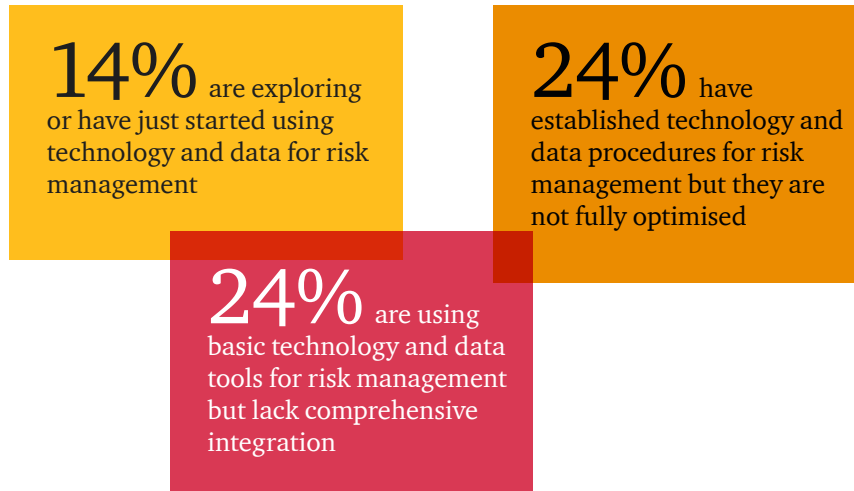 14% are exploring
or have just started using
technology and data for risk
management
24% have
established technology and
data procedures for risk
management but they are
not fully optimised
24% are using
basic technology and data
tools for risk management
but lack comprehensive
integration